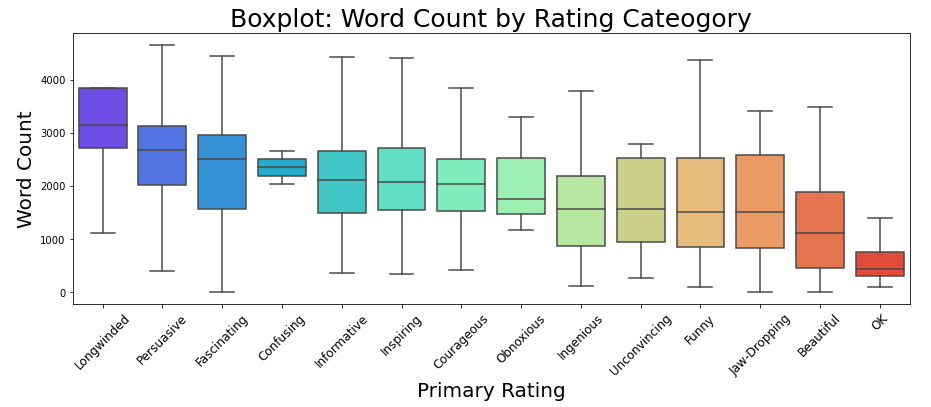 Boxplot: Word Count by Rating Cateogory
Word Count
4000
3000
2000
1000
0
Longwinded
Persuasive
Fascinating
Confusing
Informative
Inspiring
Courageous
Obnoxious
Ingenious
Unconvincing
Funny
Jaw-Dropping
Beautiful
OK
Primary Rating